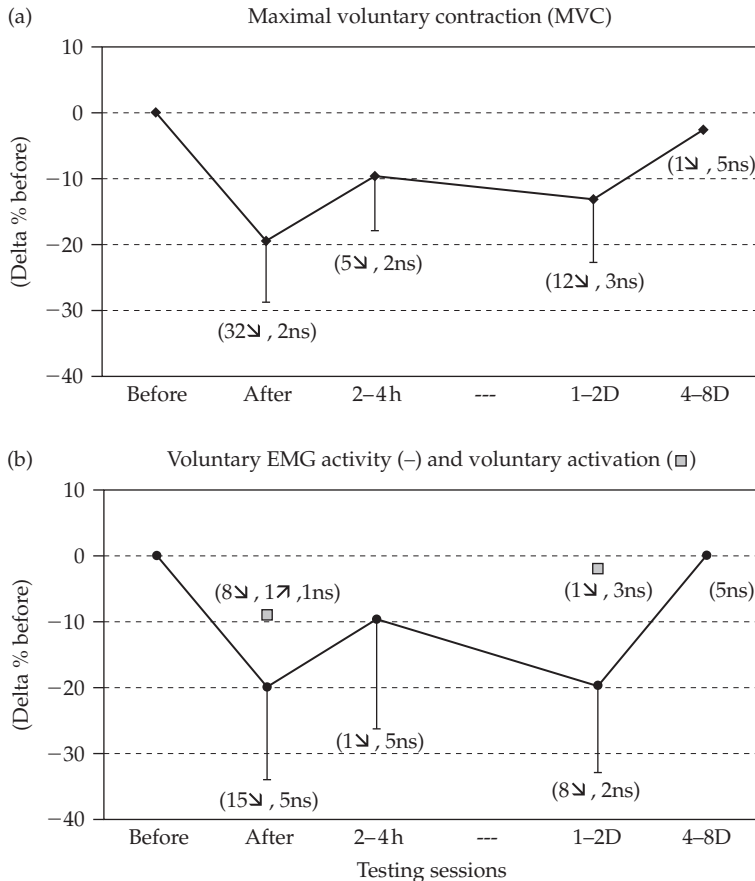 (a) Maximal voluntary contraction (MVC)
10
0
−10
−20
−30
−40
(Delta % before)
(1↘, 5ns)
(5↘, 2ns)
(12↘, 3ns)
(32↘, 2ns)
Before After 2–4h --- 1–2D 4–8D
(b) Voluntary EMG activity (–) and voluntary activation (■)
10
0
−10
−20
−30
−40
(Delta % before)
(8↘, 1↗,1ns)
(1↘, 3ns)
(5ns)
(1↘, 5ns)
(15↘, 5ns)
(8↘, 2ns)
Before After 2–4h --- 1–2D 4–8D
Testing sessions